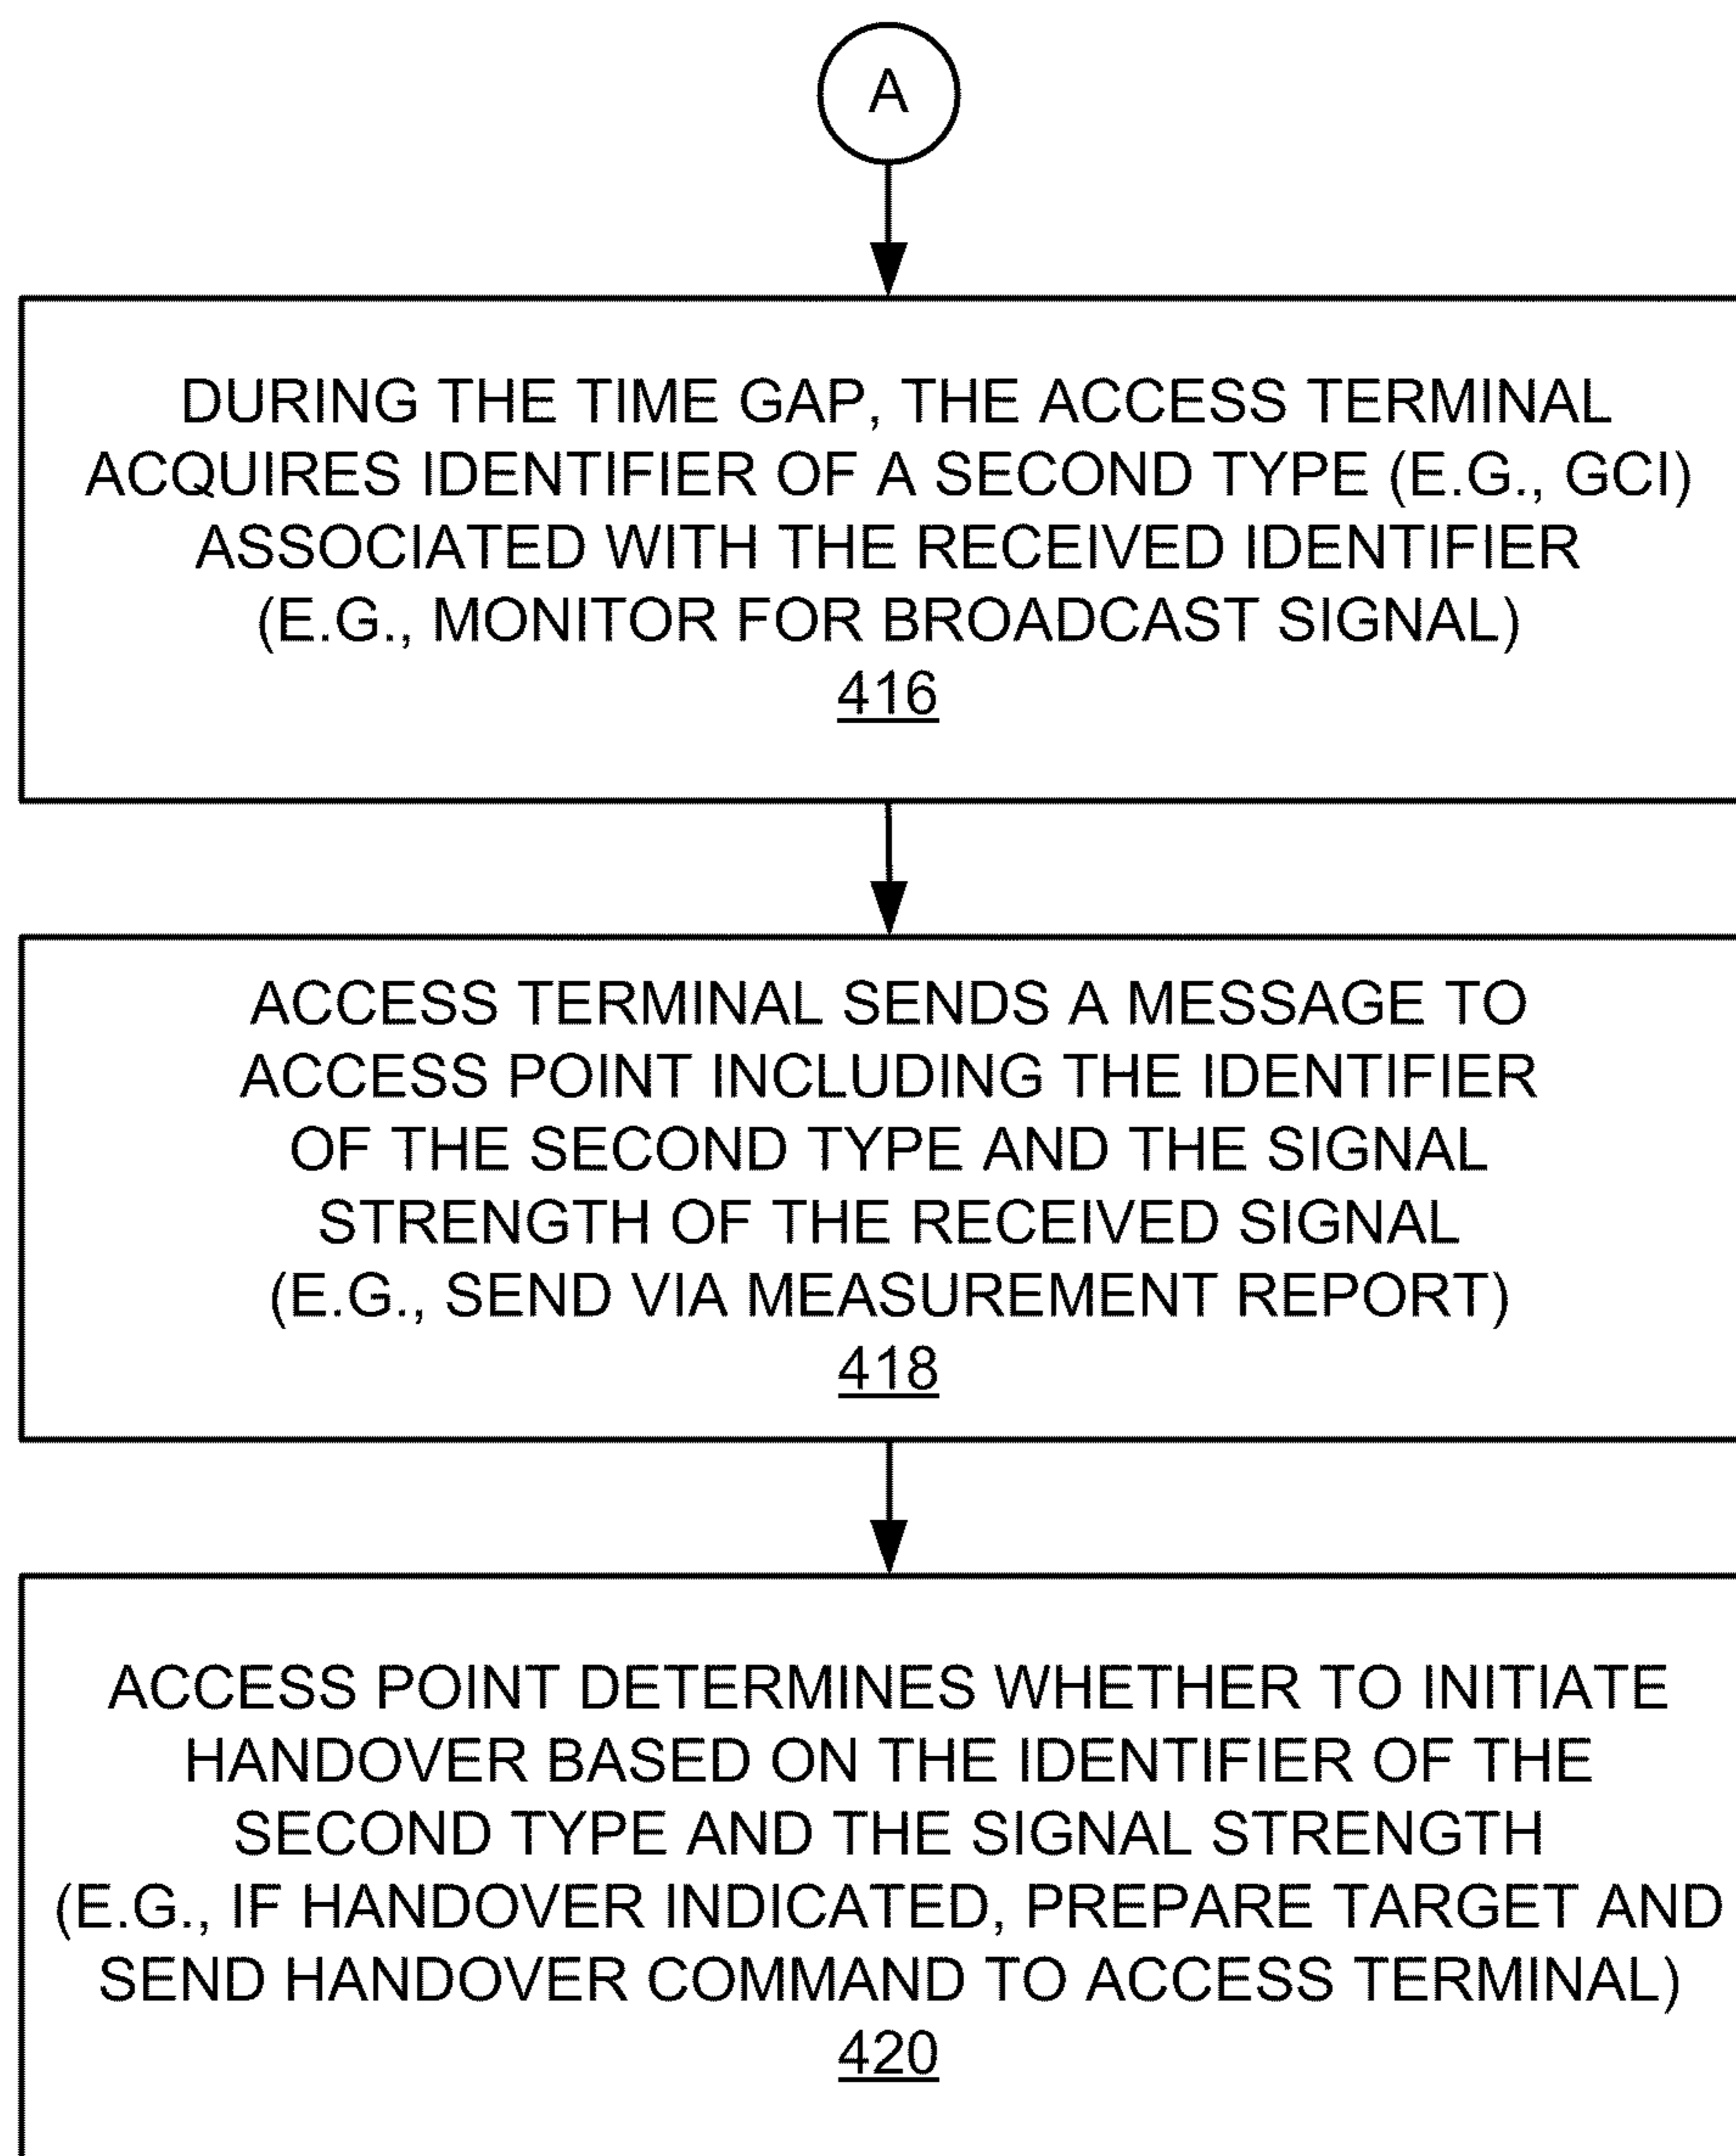 A
DURING THE TIME GAP, THE ACCESS TERMINAL
ACQUIRES IDENTIFIER OF A SECOND TYPE (E.G., GCI)
ASSOCIATED WITH THE RECEIVED IDENTIFIER
(E.G., MONITOR FOR BROADCAST SIGNAL)
416
ACCESS TERMINAL SENDS A MESSAGE TO
ACCESS POINT INCLUDING THE IDENTIFIER
OF THE SECOND TYPE AND THE SIGNAL
STRENGTH OF THE RECEIVED SIGNAL
(E.G., SEND VIA MEASUREMENT REPORT)
418
ACCESS POINT DETERMINES WHETHER TO INITIATE
HANDOVER BASED ON THE IDENTIFIER OF THE
SECOND TYPE AND THE SIGNAL STRENGTH
(E.G., IF HANDOVER INDICATED, PREPARE TARGET AND
SEND HANDOVER COMMAND TO ACCESS TERMINAL)
420